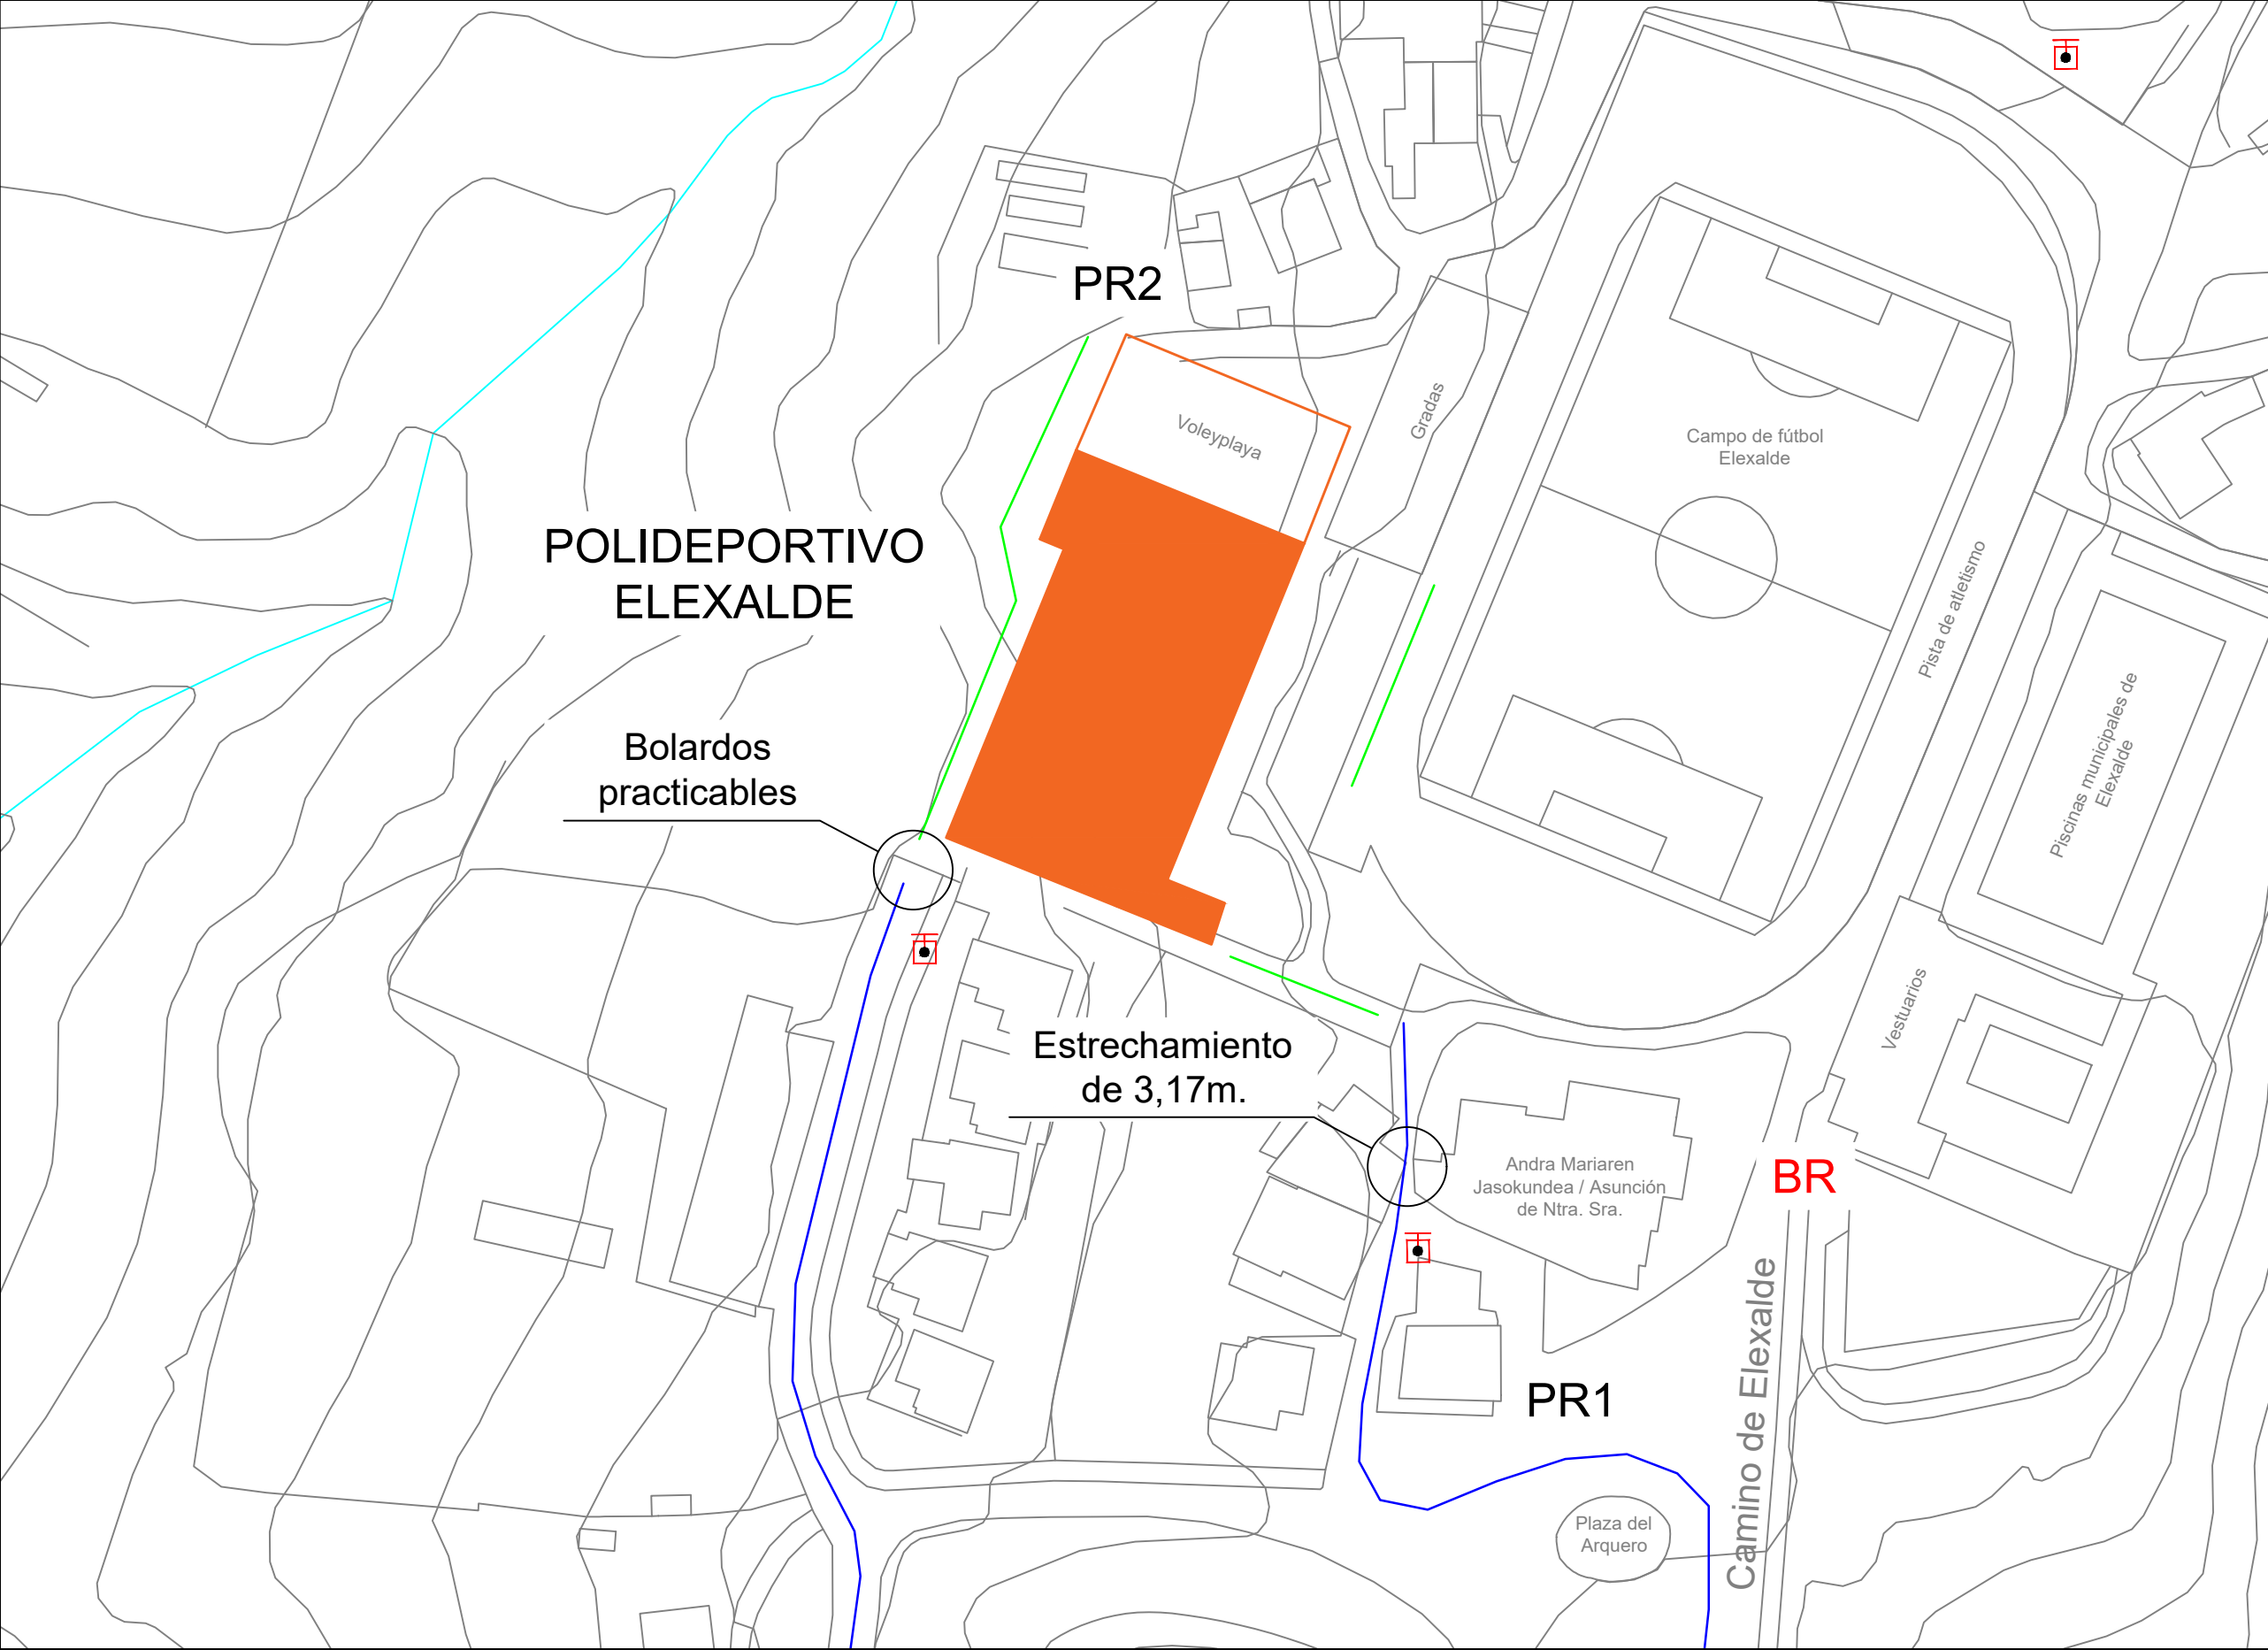 PR2
Voleyplaya
Gradas
Campo de fútbol
Elexalde
POLIDEPORTIVO
ELEXALDE
Pista de atletismo
Bolardos
practicables
Piscinas municipales de
Elexalde
Vestuarios
Estrechamiento
de 3,17m.
Andra Mariaren
Jasokundea / Asunción
de Ntra. Sra.
BR
PR1
Camino de Elexalde
Plaza del
Arquero